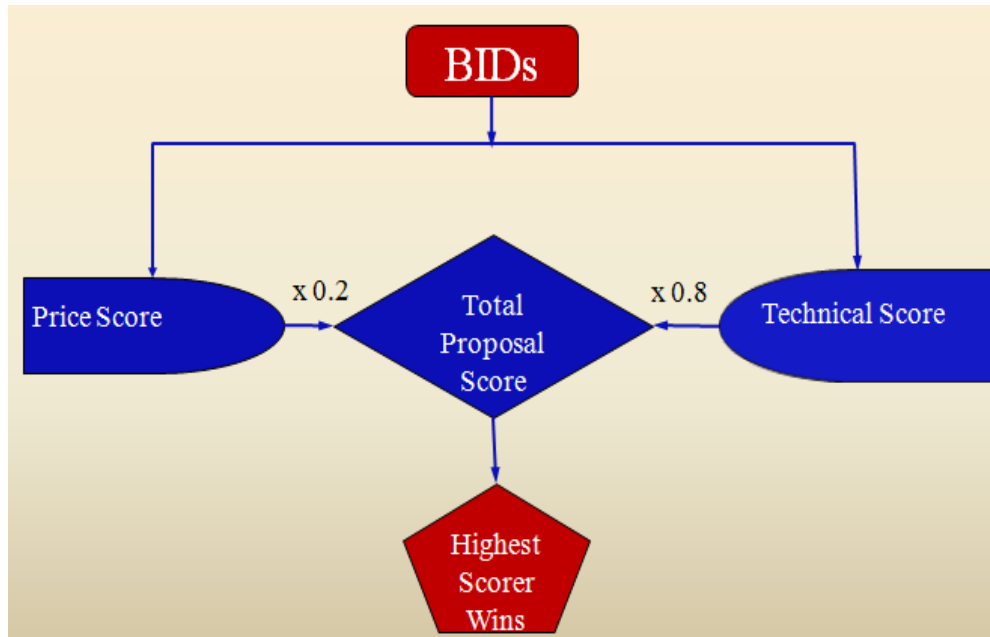 BIDs
x 0.2
x 0.8
Price Score
Total
Proposal
Score
Technical Score
Highest
Scorer
Wins